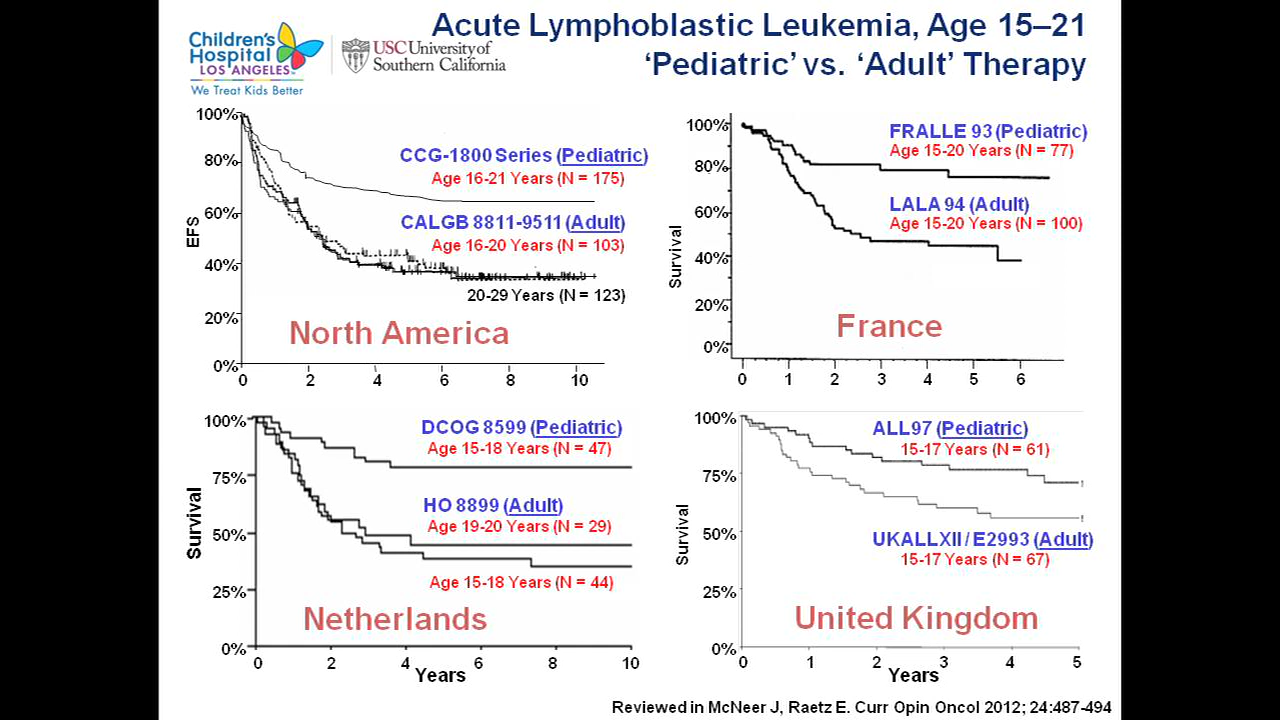 Acute Lymphoblastic Leukemia, Age 15–21
‘Pediatric’ vs. ‘Adult’ Therapy
Children's
Hospital
LOS ANGELES
We Treat Kids Better
USC University of
Southern California
100%
80%
60%
40%
20%
0%
EFS
CCG-1800 Series (Pediatric)
Age 16-21 Years (N = 175)
CALGB 8811-9511 (Adult)
Age 16-20 Years (N = 103)
20-29 Years (N = 123)
North America
0 2 4 6 8 10
100%
80%
60%
40%
20%
0%
Survival
FRALLE 93 (Pediatric)
Age 15-20 Years (N = 77)
LALA 94 (Adult)
Age 15-20 Years (N = 100)
France
0 1 2 3 4 5 6
100%
75%
50%
25%
0%
Survival
DCOG 8599 (Pediatric)
Age 15-18 Years (N = 47)
HO 8899 (Adult)
Age 19-20 Years (N = 29)
Age 15-18 Years (N = 44)
Netherlands
0 2 4 6 8 10
Years
100%
75%
50%
25%
0%
Survival
ALL97 (Pediatric)
15-17 Years (N = 61)
UKALLXII / E2993 (Adult)
15-17 Years (N = 67)
United Kingdom
0 1 2 3 4 5
Years
Reviewed in McNeer J, Raetz E. Curr Opin Oncol 2012; 24:487-494